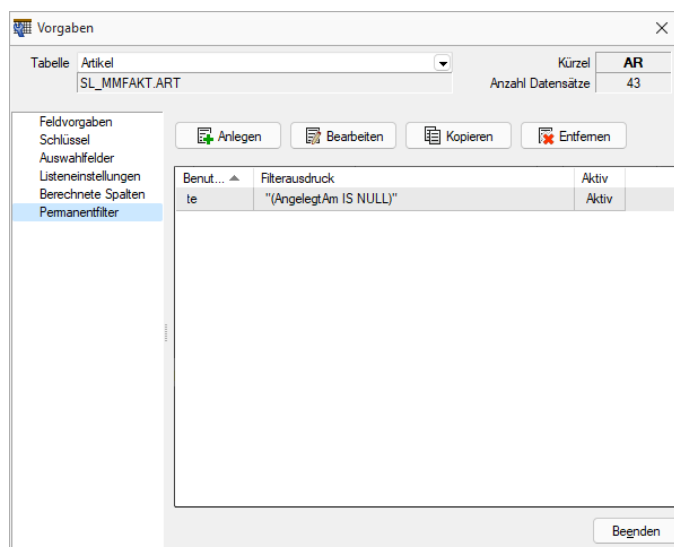 Vorgaben
Tabelle Artikel Kürzel AR
SL_MMFAKT.ART Anzahl Datensätze 43
Feldvorgaben
Schlüssel
Auswahlfelder
Listeneinstellungen
Berechnete Spalten
Permanentfilter
Anlegen Bearbeiten Kopieren Entfernen
Benut... Filterausdruck Aktiv
te "(AngelegtAm IS NULL)" Aktiv
Beenden